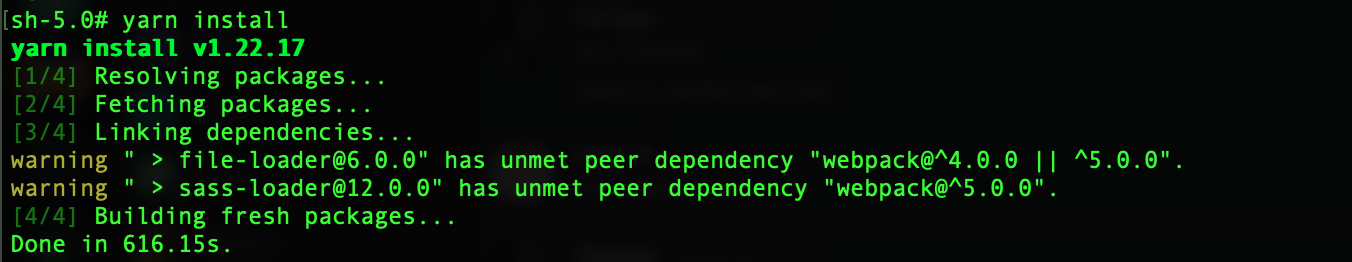 [sh-5.0# yarn install
yarn install v1.22.17
[1/4] Resolving packages...
[2/4] Fetching packages...
[3/4] Linking dependencies...
warning " > file-loader@6.0.0" has unmet peer dependency "webpack@^4.0.0 || ^5.0.0".
warning " > sass-loader@12.0.0" has unmet peer dependency "webpack@^5.0.0".
[4/4] Building fresh packages...
Done in 616.15s.